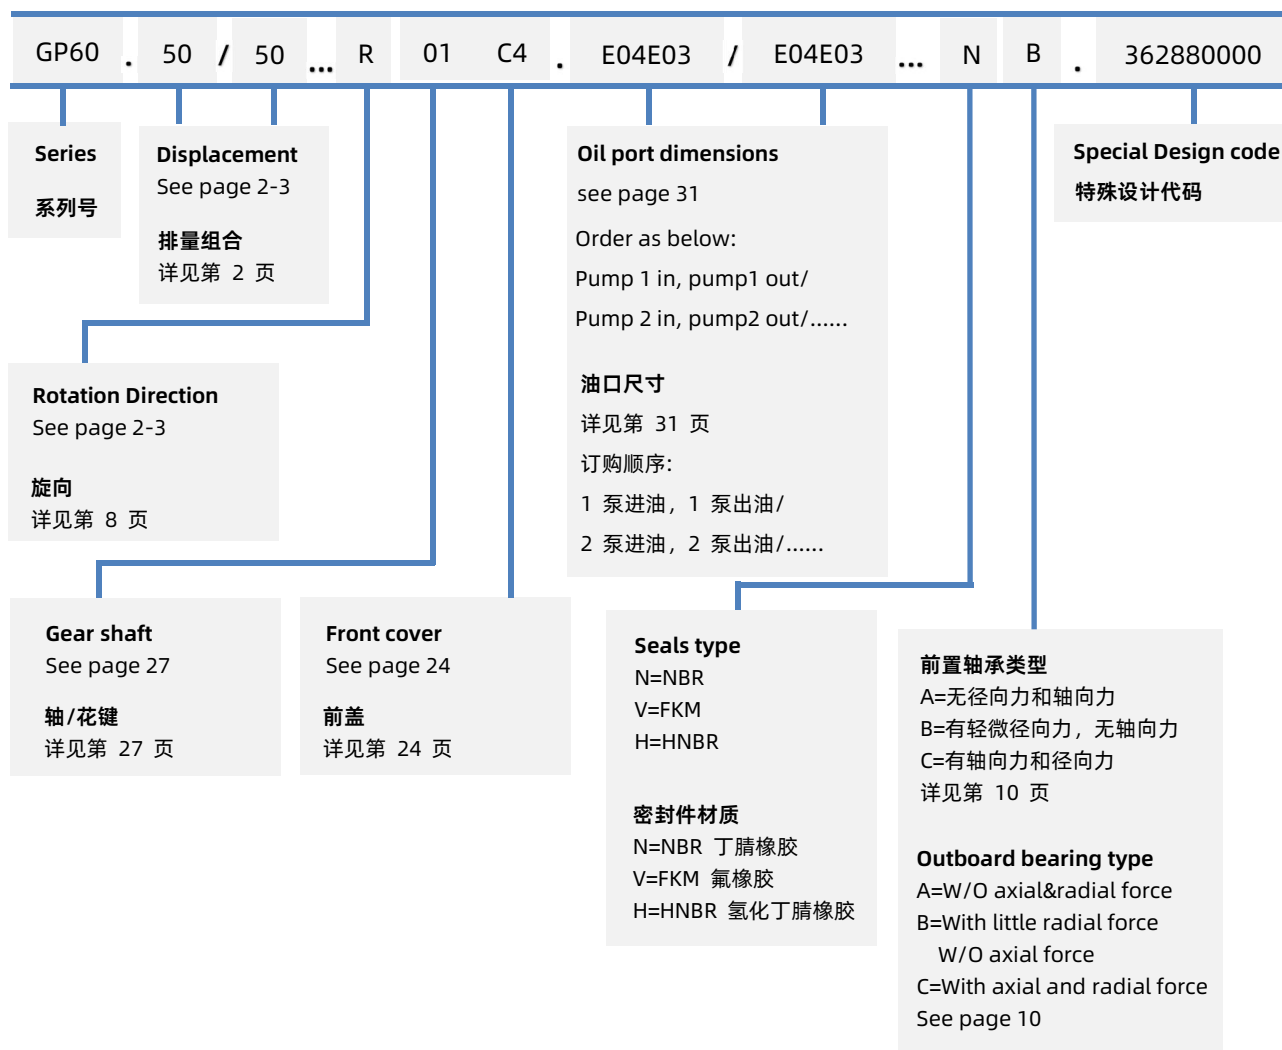 GP60 . 50 / 50 ... R 01 C4 . E04E03 / E04E03 ... N B . 362880000
Series
系列号
Displacement
See page 2-3
排量组合
详见第 2 页
Oil port dimensions
see page 31
Order as below:
Pump 1 in, pump1 out/
Pump 2 in, pump2 out/......
油口尺寸
详见第 31 页
订购顺序:
1 泵进油，1 泵出油/
2 泵进油，2 泵出油/......
Special Design code
特殊设计代码
Rotation Direction
See page 2-3
旋向
详见第 8 页
Gear shaft
See page 27
轴/花键
详见第 27 页
Front cover
See page 24
前盖
详见第 24 页
Seals type
N=NBR
V=FKM
H=HNBR
密封件材质
N=NBR 丁腈橡胶
V=FKM 氟橡胶
H=HNBR 氢化丁腈橡胶
前置轴承类型
A=无径向力和轴向力
B=有轻微径向力，无轴向力
C=有轴向力和径向力
详见第 10 页
Outboard bearing type
A=W/O axial&radial force
B=With little radial force
W/O axial force
C=With axial and radial force
See page 10